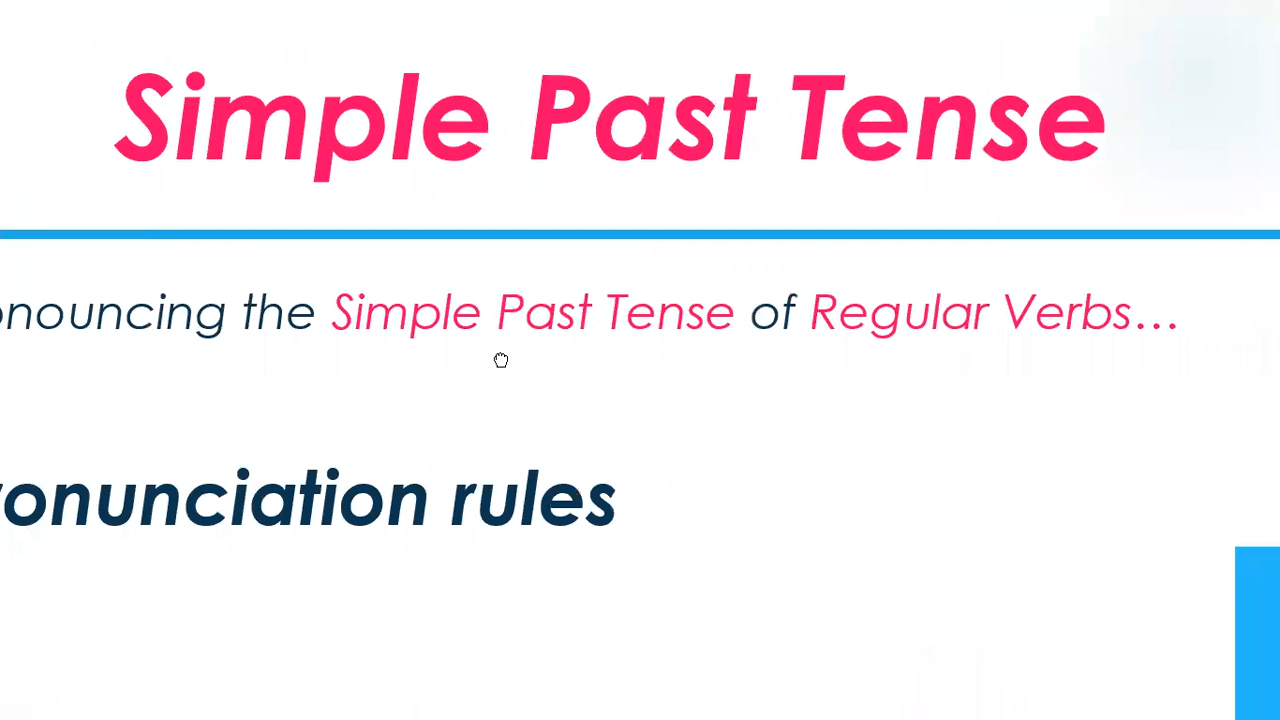 Simple Past Tense
onouncing the Simple Past Tense of Regular Verbs...
ronunciation rules